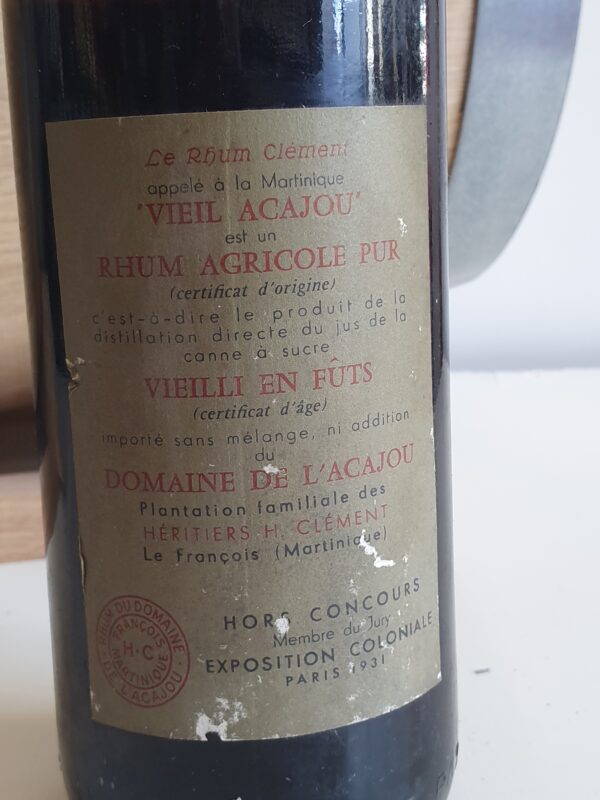 Le Rhum Clément
appelé à la Martinique
"VIEIL ACAJOU"
est un
RHUM AGRICOLE PUR
(certificat d'origine)
c'est-à-dire le produit de la
distillation directe du jus de la
canne à sucre
VIEILLI EN FÛTS
(certificat d'âge)
importé sans mélange, ni addition
du
DOMAINE DE L'ACAJOU
Plantation familiale des
HÉRITIERS H. CLÉMENT
Le François (Martinique)
HORS CONCOURS
Membre du Jury
EXPOSITION COLONIALE
PARIS 1931
RHUM DU DOMAINE
DE L'ACAJOU
FRANÇOIS
H·C
MARTINIQUE